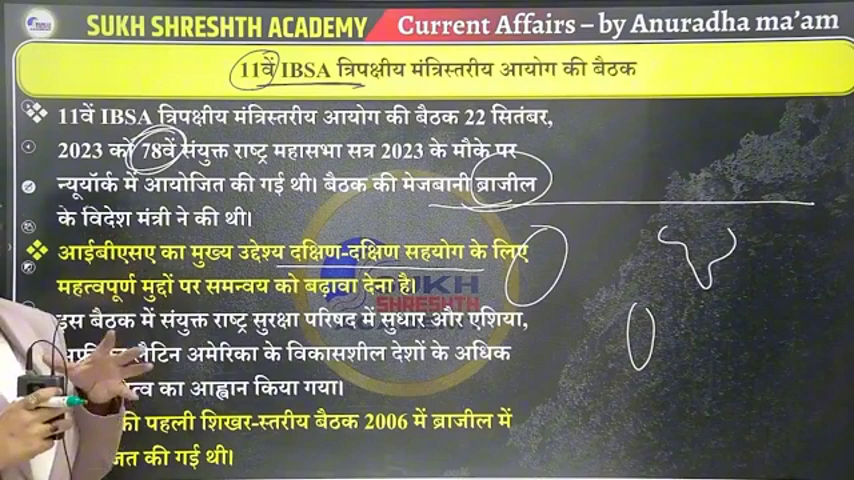 SUKH SHRESHTH ACADEMY
Current Affairs – by Anuradha ma'am
11वें IBSA त्रिपक्षीय मंत्रिस्तरीय आयोग की बैठक
11वें IBSA त्रिपक्षीय मंत्रिस्तरीय आयोग की बैठक 22 सितंबर,
2023 को 78वें संयुक्त राष्ट्र महासभा सत्र 2023 के मौके पर
न्यूयॉर्क में आयोजित की गई थी। बैठक की मेजबानी ब्राजील
के विदेश मंत्री ने की थी।
आईबीएसए का मुख्य उद्देश्य दक्षिण-दक्षिण सहयोग के लिए
महत्वपूर्ण मुद्दों पर समन्वय को बढ़ावा देना है।
इस बैठक में संयुक्त राष्ट्र सुरक्षा परिषद में सुधार और एशिया,
लैटिन अमेरिका के विकासशील देशों के अधिक
का आह्वान किया गया।
की पहली शिखर-स्तरीय बैठक 2006 में ब्राजील में
की गई थी।
SUKH
SHRESHTH